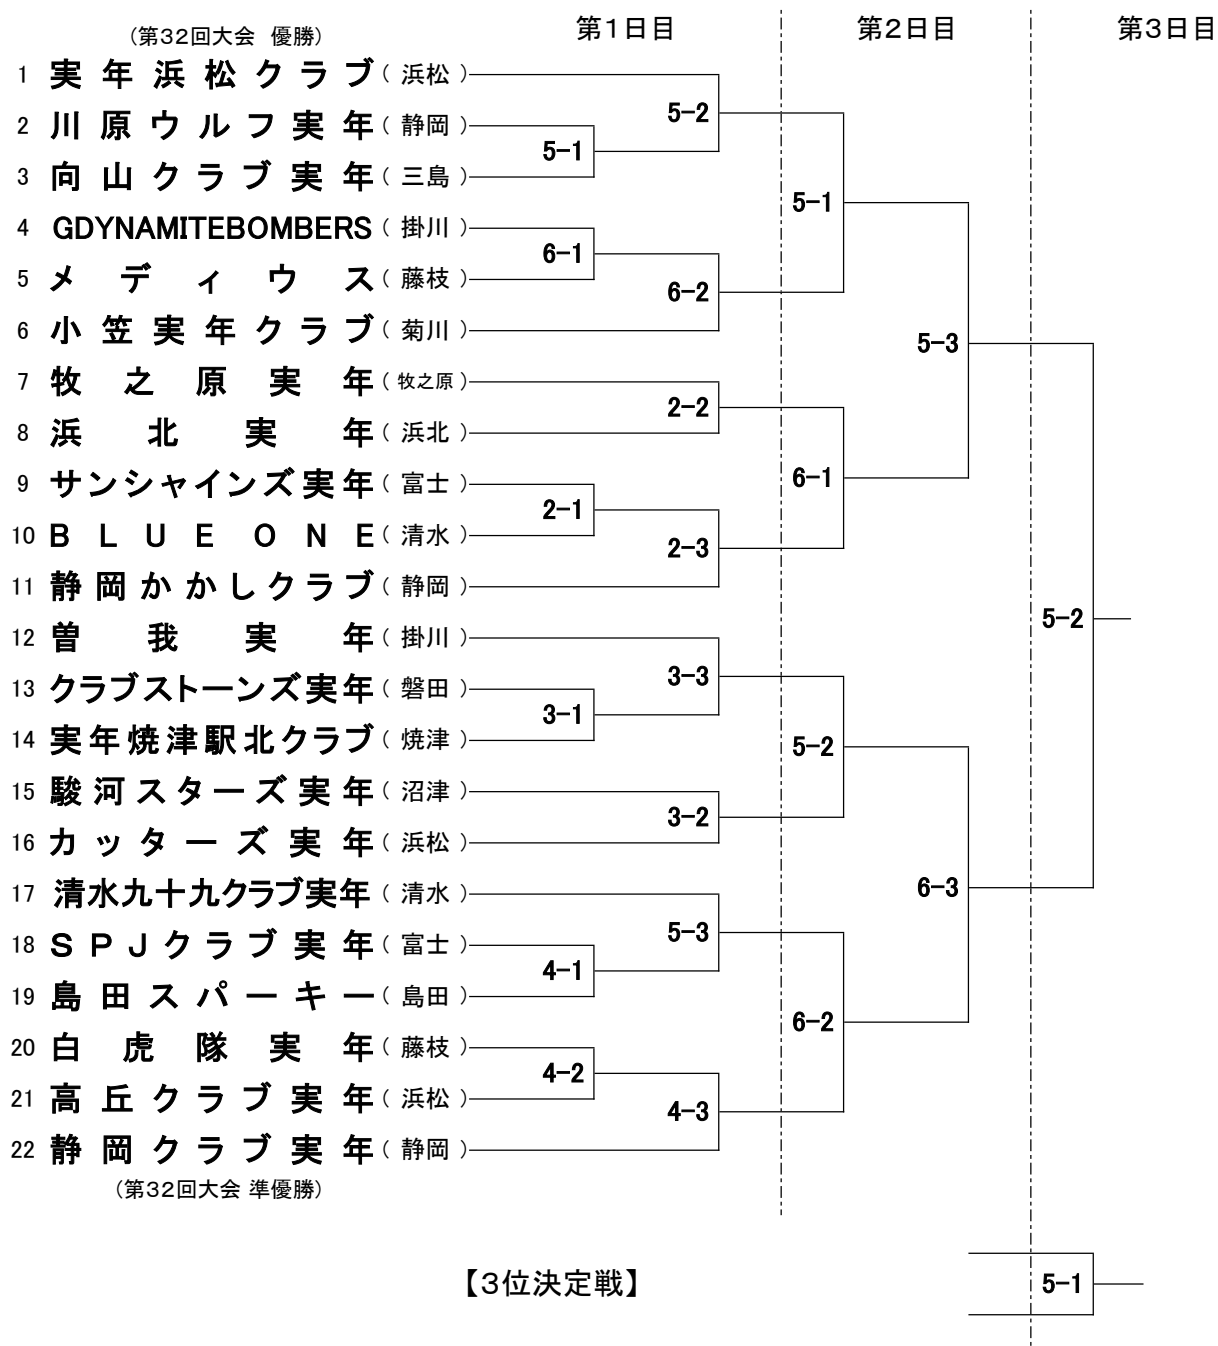 第1日目 第2日目 第3日目
(第32回大会 優勝)
1 実年浜松クラブ(浜松)
5-2
2 川原ウルフ実年(静岡)
5-1
3 向山クラブ実年(三島)
5-1
4 GDYNAMITEBOMBERS(掛川)
6-1
5 メディウス(藤枝)
6-2
6 小笠実年クラブ(菊川)
5-3
7 牧之原実年(牧之原)
2-2
8 浜北実年(浜北)
9 サンシャインズ実年(富士)
6-1
2-1
10 BLUE ONE(清水)
2-3
11 静岡かかしクラブ(静岡)
5-2
12 曽我実年(掛川)
3-3
13 クラブストーンズ実年(磐田)
3-1
14 実年焼津駅北クラブ(焼津)
5-2
15 駿河スターズ実年(沼津)
3-2
16 カッターズ実年(浜松)
6-3
17 清水九十九クラブ実年(清水)
5-3
18 SPJクラブ実年(富士)
4-1
19 島田スパーキー(島田)
6-2
20 白虎隊実年(藤枝)
4-2
21 高丘クラブ実年(浜松)
4-3
22 静岡クラブ実年(静岡)
(第32回大会 準優勝)
【3位決定戦】
5-1